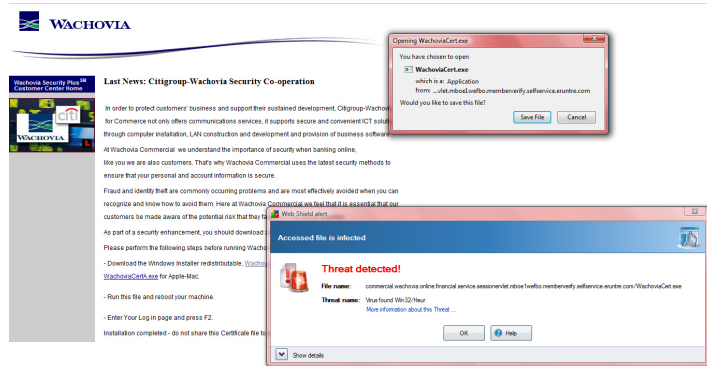 WACHOVIA
Wachovia Security Plus SM
Customer Center Home
citi
WACHOVIA
Last News: Citigroup-Wachovia Security Co-operation
In order to protect customers' business and support their sustained development, Citigroup-Wachovia
for Commerce not only offers communications services, it supports secure and convenient ICT
through computer installation, LAN construction and development and provision of business software
At Wachovia Commercial we understand the importance of security when banking online,
like you we are also customers. That's why Wachovia Commercial uses the latest security methods to
ensure that your personal and account information is secure.
Fraud and identity theft are commonly occurring problems and are most effectively avoided when you can
recognize and know how to avoid them. Here at Wachovia Commercial we feel that it is essential that our
customers be made aware of the potential risk that they
As part of a security enhancement, you should download
Please perform the following steps before running
- Download the Windows Installer redistributable,
WachoviaCertA.exe for Apple-Mac.
- Run this file and reboot your machine.
- Enter Your Log in page and press F2.
Installation completed - do not share this Certificate file to
Opening WachoviaCert.exe
You have chosen to open
WachoviaCert.exe
which is a: Application
from: ...vlet.mboe1wefbo.memberverify.selfservice.eruntre.com
Would you like to save this file?
Save File
Cancel
Web Shield alert
Accessed file is infected
Threat detected!
File name: commercial.wachovia.online.financial.service.sessionervlet.mboe1wefbo.memberverify.selfservice.eruntre.com/WachoviaCert.exe
Threat name: Virus found Win32/Heur
More information about this Threat ...
OK
Help
Show details